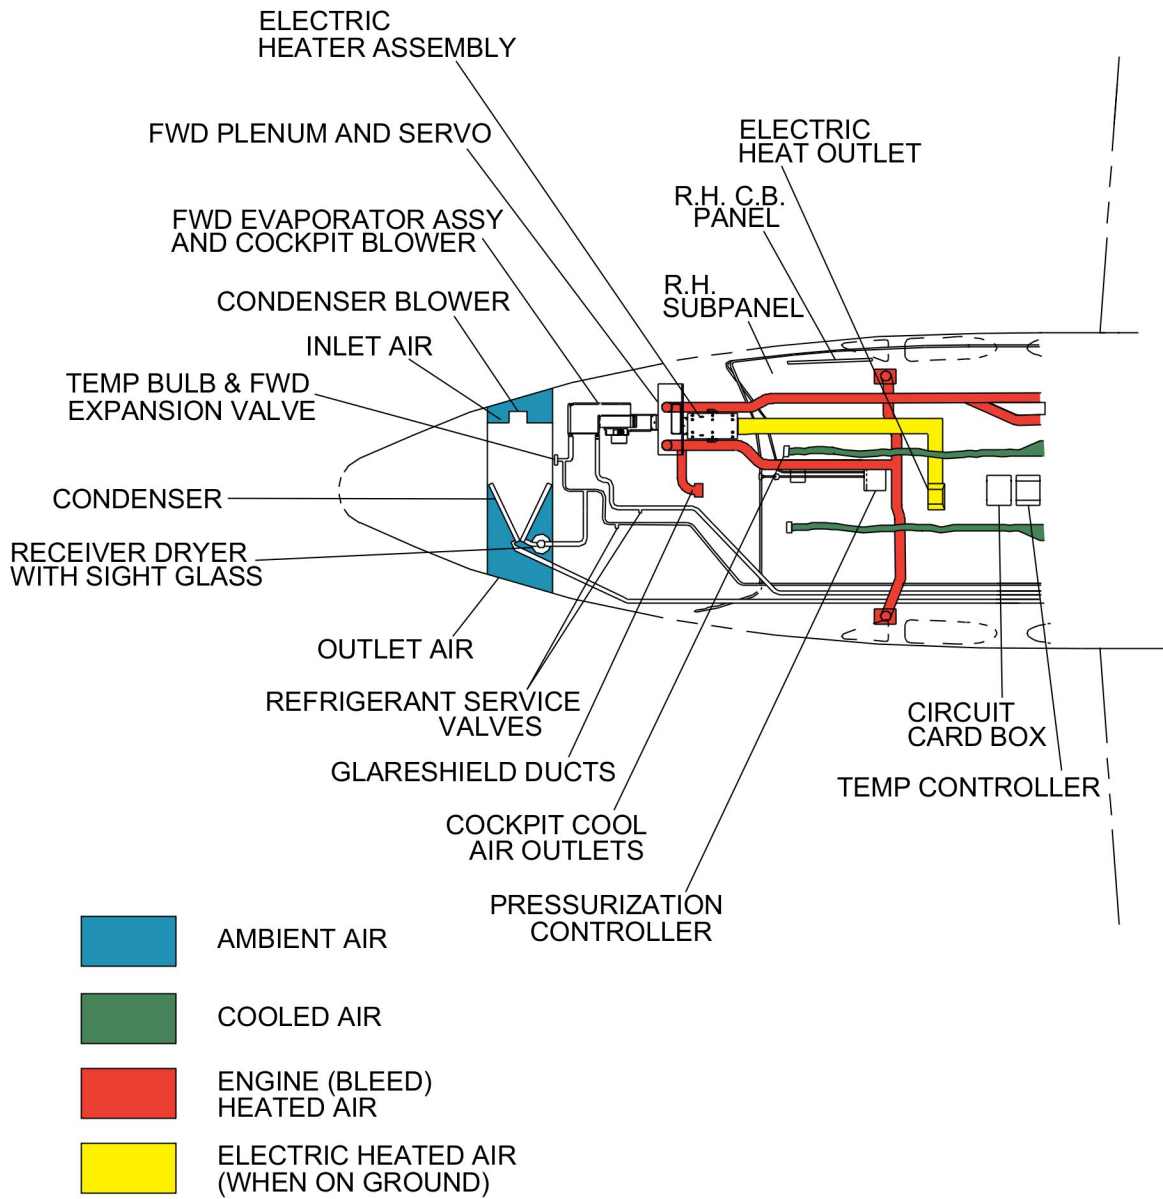 ELECTRIC
HEATER ASSEMBLY
FWD PLENUM AND SERVO
ELECTRIC
HEAT OUTLET
R.H. C.B.
PANEL
FWD EVAPORATOR ASSY
AND COCKPIT BLOWER
R.H.
SUBPANEL
CONDENSER BLOWER
INLET AIR
TEMP BULB & FWD
EXPANSION VALVE
CONDENSER
RECEIVER DRYER
WITH SIGHT GLASS
OUTLET AIR
REFRIGERANT SERVICE
VALVES
GLARESHIELD DUCTS
CIRCUIT
CARD BOX
TEMP CONTROLLER
COCKPIT COOL
AIR OUTLETS
PRESSURIZATION
CONTROLLER
AMBIENT AIR
COOLED AIR
ENGINE (BLEED)
HEATED AIR
ELECTRIC HEATED AIR
(WHEN ON GROUND)